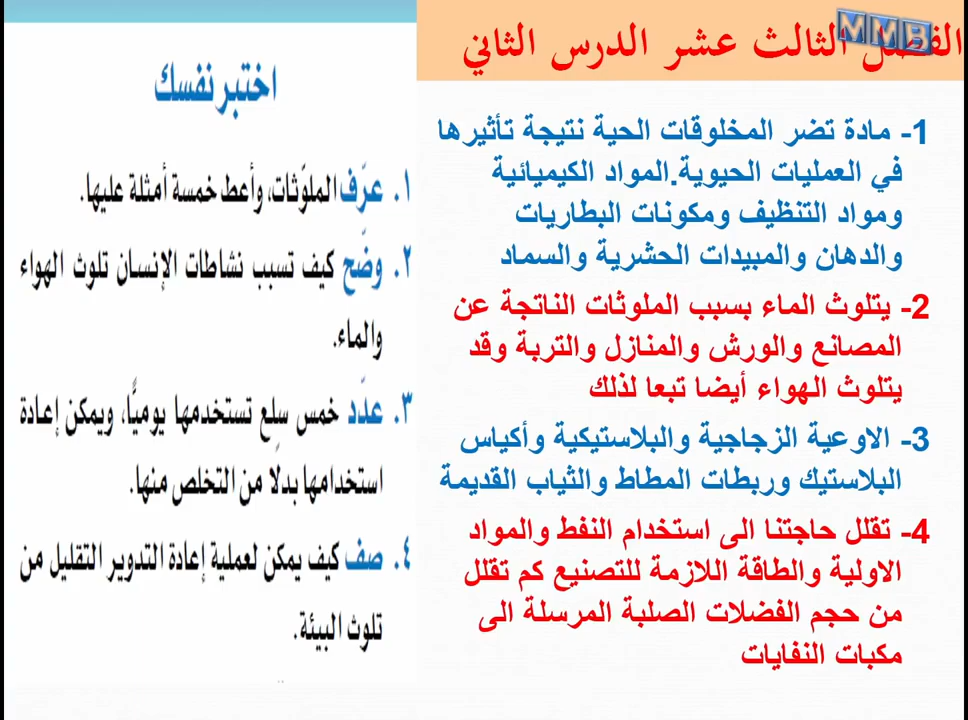 الفصل الثالث عشر الدرس الثاني
MMB
1- مادة تضر المخلوقات الحية نتيجة تأثيرها
في العمليات الحيوية.المواد الكيميائية
ومواد التنظيف ومكونات البطاريات
والدهان والمبيدات الحشرية والسماد
2- يتلوث الماء بسبب الملوثات الناتجة عن
المصانع والورش والمنازل والتربة وقد
يتلوث الهواء أيضا تبعا لذلك
3- الاوعية الزجاجية والبلاستيكية وأكياس
البلاستيك وربطات المطاط والثياب القديمة
4- تقلل حاجتنا الى استخدام النفط والمواد
الاولية والطاقة اللازمة للتصنيع كم تقلل
من حجم الفضلات الصلبة المرسلة الى
مكبات النفايات
اختبر نفسك
١. عرّف الملوّثات، وأعط خمسة أمثلة عليها.
٢. وضّح كيف تسبب نشاطات الإنسان تلوث الهواء
والماء.
٣. عدّد خمس سلِع تستخدمها يوميًّا، ويمكن إعادة
استخدامها بدلًا من التخلص منها.
٤. صف كيف يمكن لعملية إعادة التدوير التقليل من
تلوث البيئة.